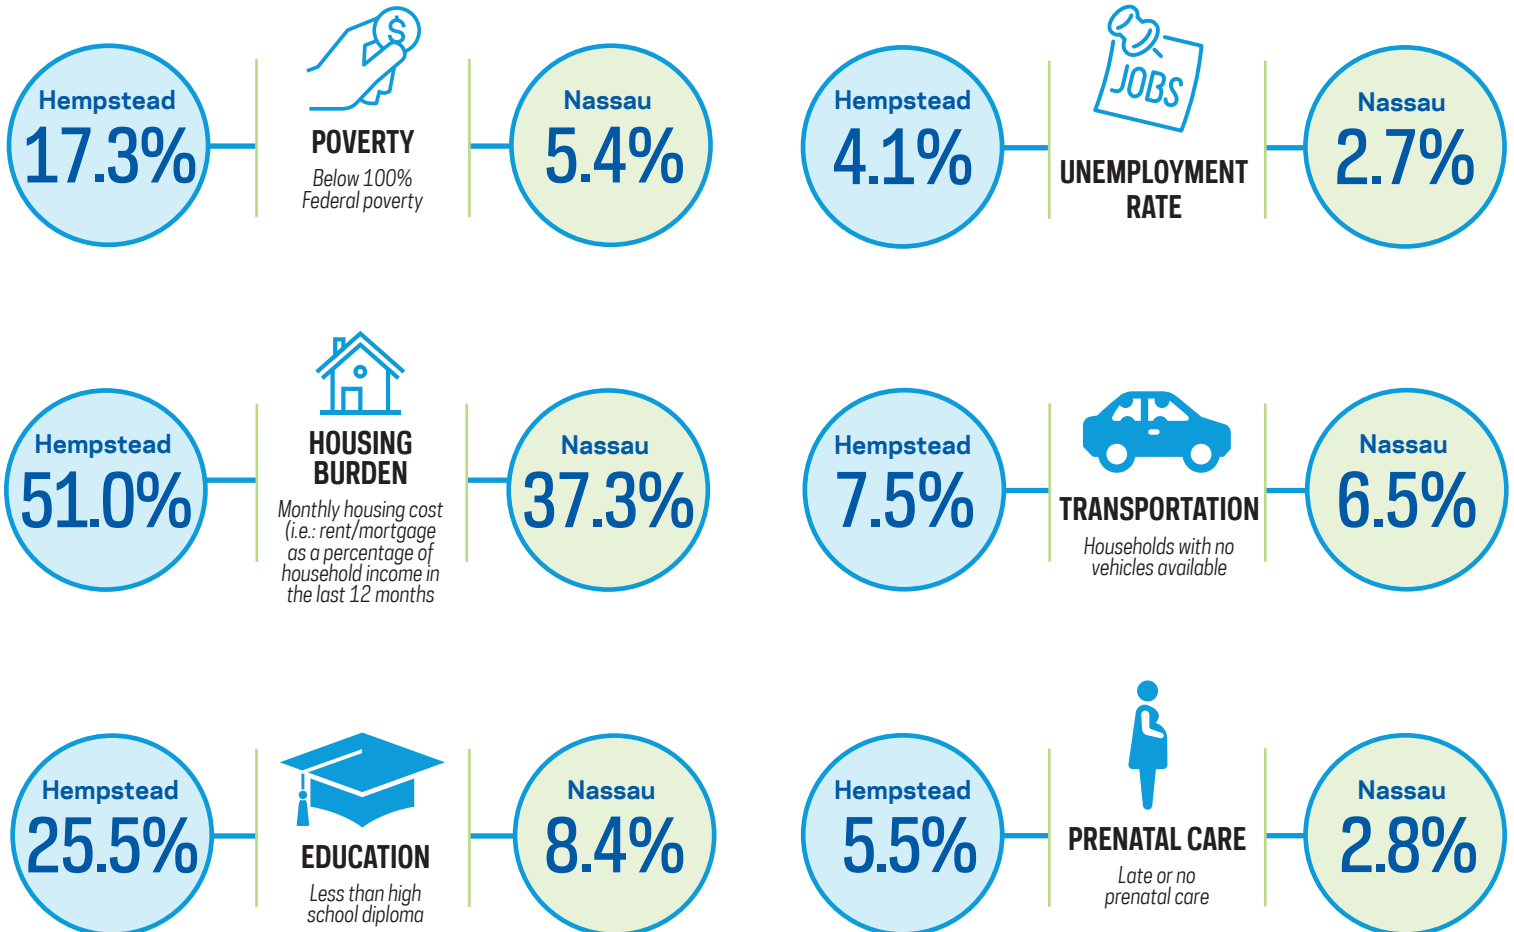 Hempstead
17.3%
$
POVERTY
Below 100%
Federal poverty
Nassau
5.4%
Hempstead
4.1%
JOBS
UNEMPLOYMENT
RATE
Nassau
2.7%
Hempstead
51.0%
HOUSING
BURDEN
Monthly housing cost
(i.e.: rent/mortgage
as a percentage of
household income in
the last 12 months
Nassau
37.3%
Hempstead
7.5%
TRANSPORTATION
Households with no
vehicles available
Nassau
6.5%
Hempstead
25.5%
EDUCATION
Less than high
school diploma
Nassau
8.4%
Hempstead
5.5%
PRENATAL CARE
Late or no
prenatal care
Nassau
2.8%